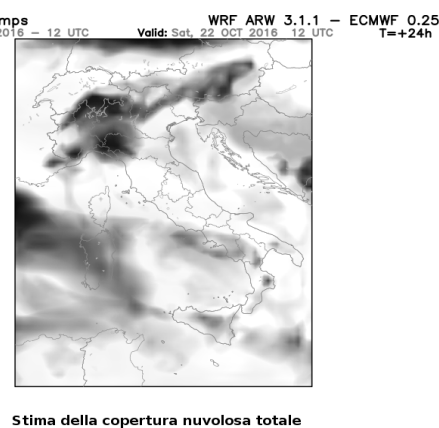 mps WRF ARW 3.1.1 – ECMWF 0.25
2016 – 12 UTC Valid: Sat, 22 OCT 2016 12 UTC T=+24h
Stima della copertura nuvolosa totale